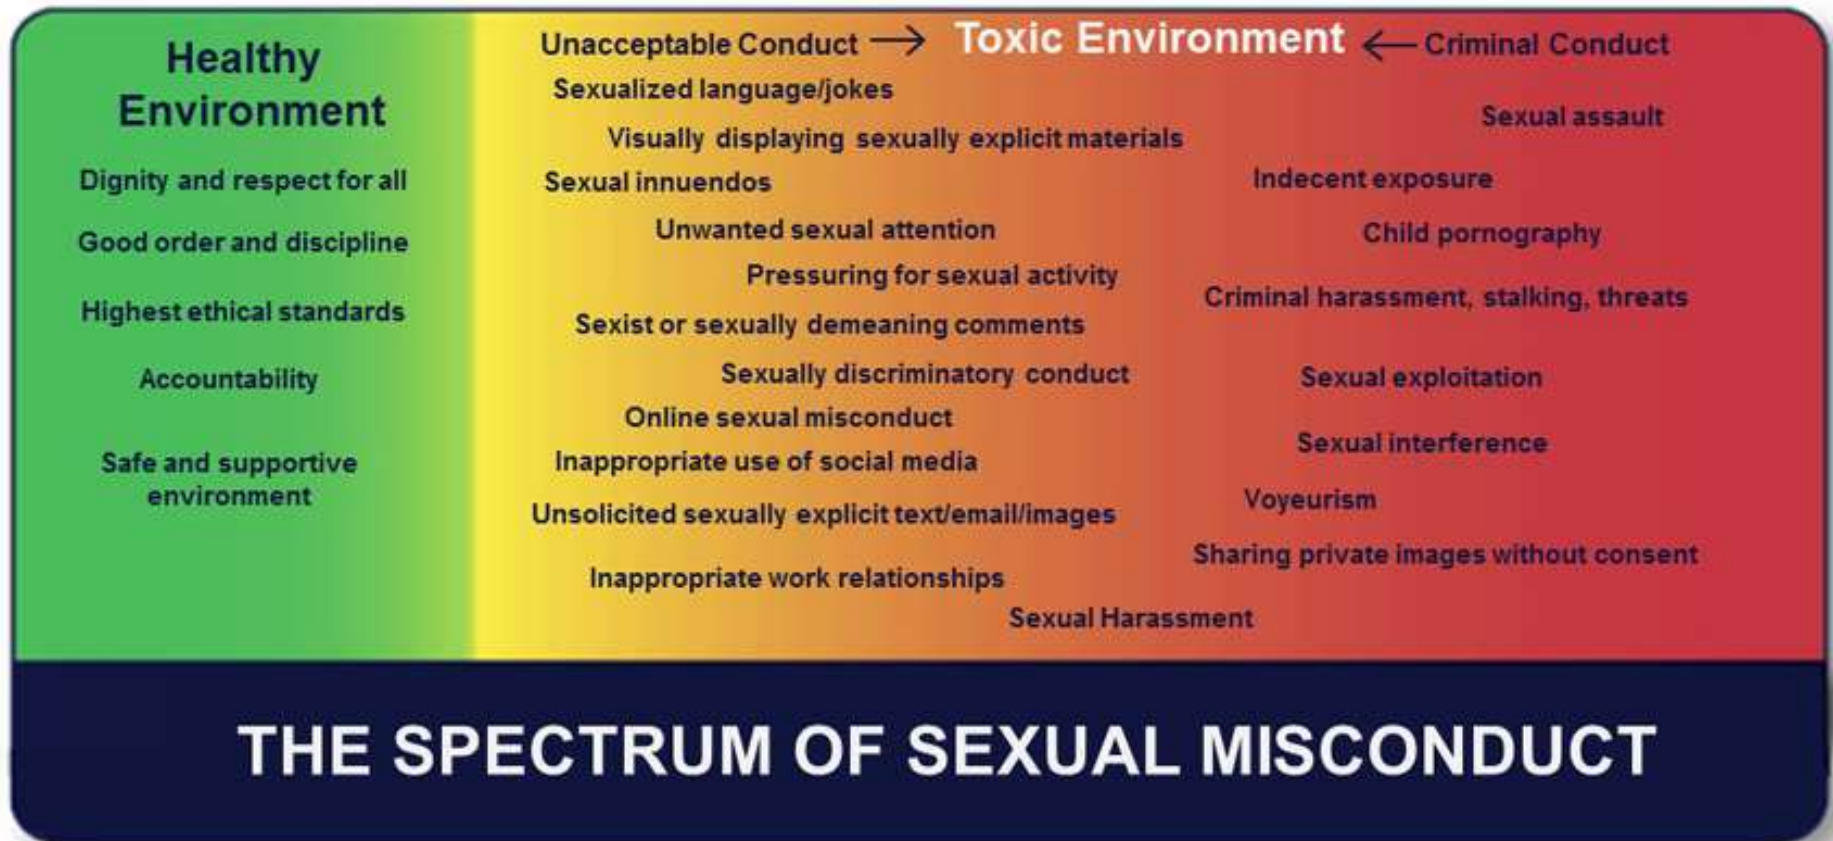 Healthy
Environment
Dignity and respect for all
Good order and discipline
Highest ethical standards
Accountability
Safe and supportive
environment
Unacceptable Conduct → Toxic Environment ← Criminal Conduct
Sexualized language/jokes
Visually displaying sexually explicit materials
Sexual innuendos
Unwanted sexual attention
Pressuring for sexual activity
Sexist or sexually demeaning comments
Sexually discriminatory conduct
Online sexual misconduct
Inappropriate use of social media
Unsolicited sexually explicit text/email/images
Inappropriate work relationships
Sexual Harassment
Sexual assault
Indecent exposure
Child pornography
Criminal harassment, stalking, threats
Sexual exploitation
Sexual interference
Voyeurism
Sharing private images without consent
THE SPECTRUM OF SEXUAL MISCONDUCT